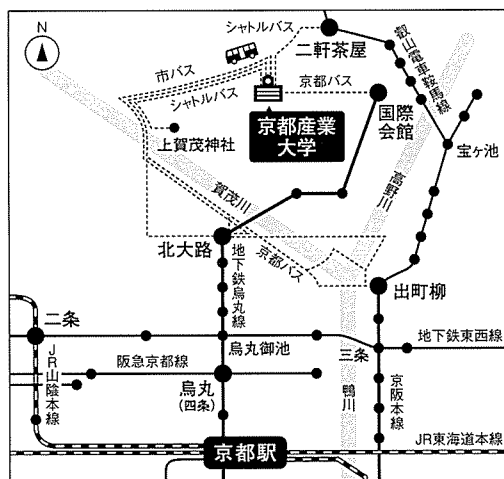 N
シャトルバス
二軒茶屋
市バス
叡山電車鞍馬線
シャトルバス
京都バス
国際
会館
京都産業
大学
上賀茂神社
宝ヶ池
高野川
賀茂川
北大路
京都バス
地下鉄烏丸線
出町柳
二条
地下鉄東西線
烏丸御池
三条
JR山陰本線
阪急京都線
烏丸
(四条)
鴨川
京阪本線
京都駅
JR東海道本線